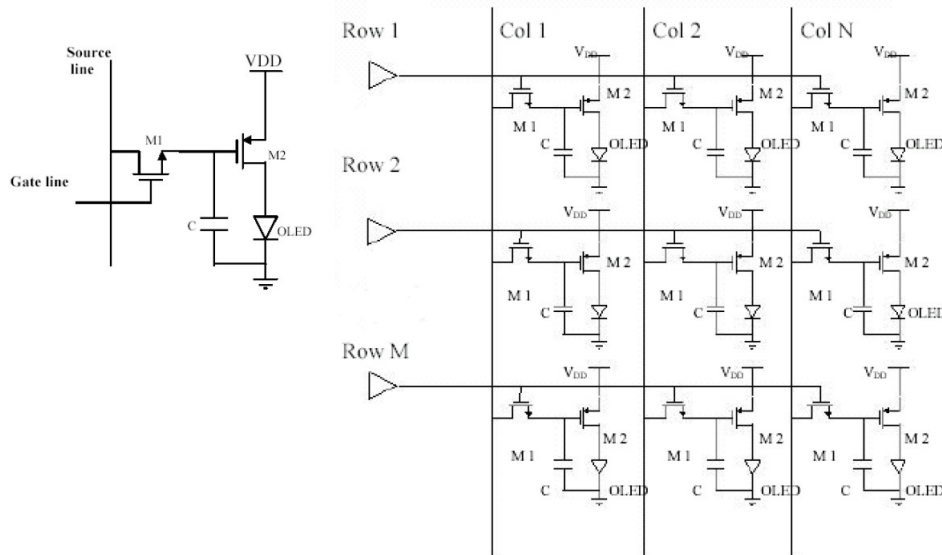 Source
line
VDD
M1
M2
Gate line
C
OLED
Row 1
Col 1
Col 2
Col N
VDD
VDD
VDD
M 2
M 2
M 2
M 1
M 1
M 1
C
OLED
C
OLED
C
OLED
Row 2
VDD
VDD
VDD
M 2
M 2
M 2
M 1
M 1
M 1
C
C
C
OLED
Row M
VDD
VDD
VDD
M 2
M 2
M 2
M 1
M 1
M 1
C
OLED
C
OLED
C
OLED